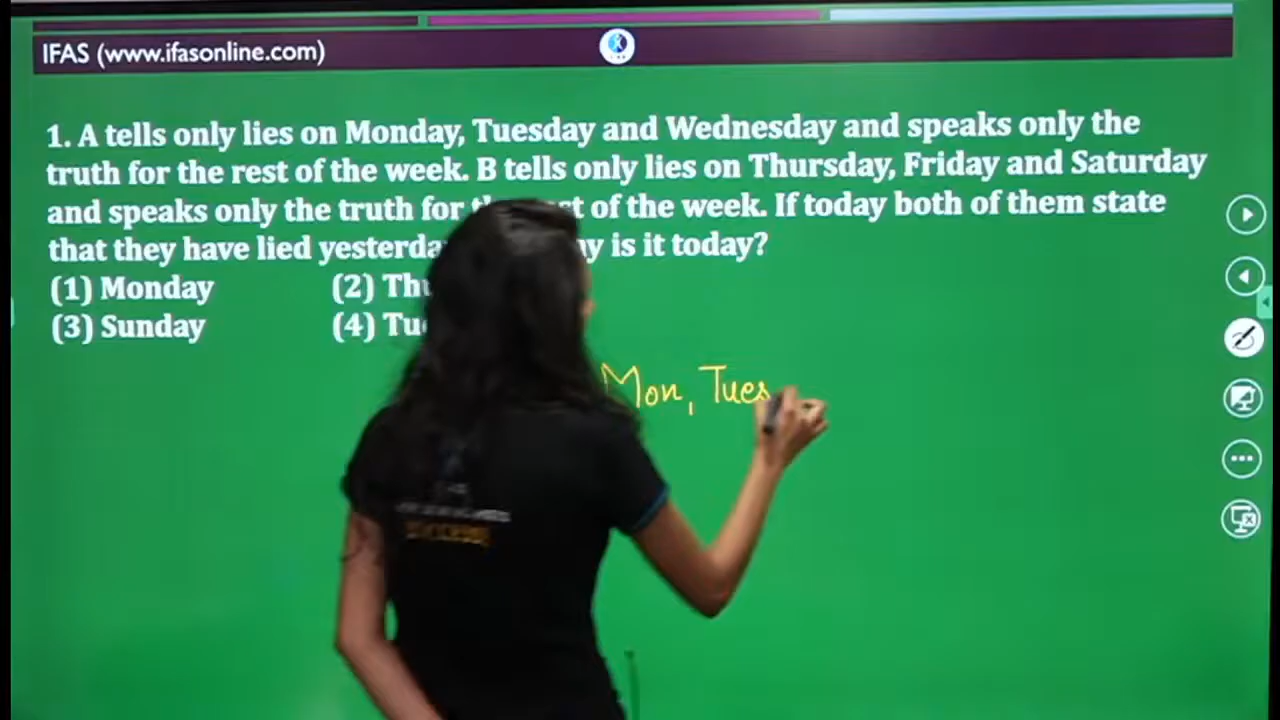 IFAS (www.ifasonline.com)
1. A tells only lies on Monday, Tuesday and Wednesday and speaks only the
truth for the rest of the week. B tells only lies on Thursday, Friday and Saturday
and speaks only the truth for of the week. If today both of them state
that they have lied is it today?
(1) Monday (2)
(3) Sunday (4)
Mon, Tues